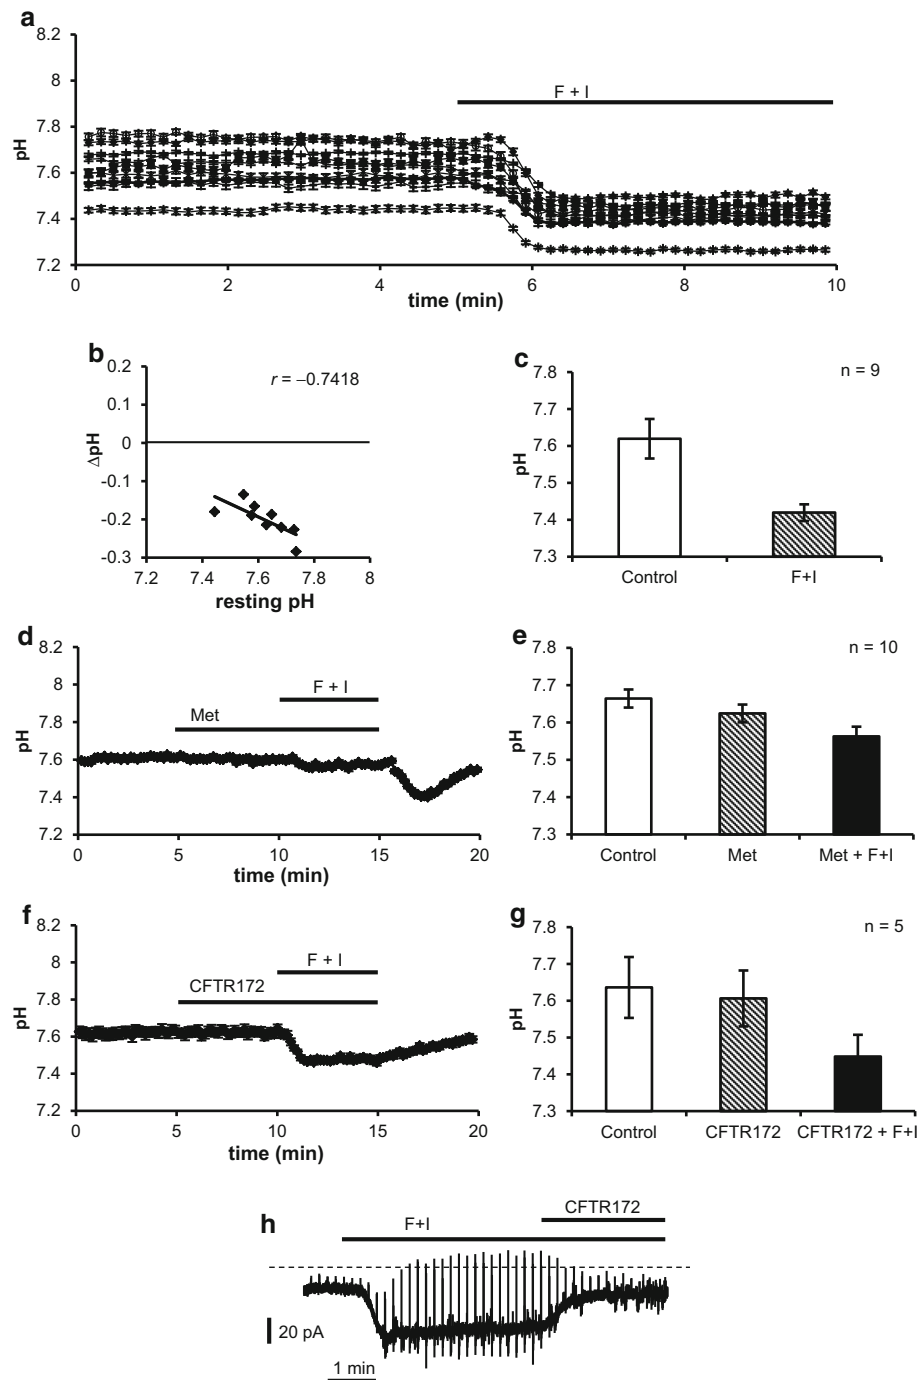 a
8.2
8
7.8
7.6
7.4
7.2
pH
F + I
0 2 4 6 8 10
time (min)
b
0.2
0.1
0
-0.1
-0.2
-0.3
ΔpH
r = –0.7418
7.2 7.4 7.6 7.8 8
resting pH
c
7.8
7.7
7.6
7.5
7.4
7.3
pH
n = 9
Control F+I
d
8.2
8
7.8
7.6
7.4
7.2
pH
F + I
Met
0 5 10 15 20
time (min)
e
7.8
7.7
7.6
7.5
7.4
7.3
pH
n = 10
Control Met Met + F+I
f
8.2
8
7.8
7.6
7.4
7.2
pH
F + I
CFTR172
0 5 10 15 20
time (min)
g
7.8
7.7
7.6
7.5
7.4
7.3
pH
n = 5
Control CFTR172 CFTR172 + F+I
h
CFTR172
F+I
20 pA
1 min